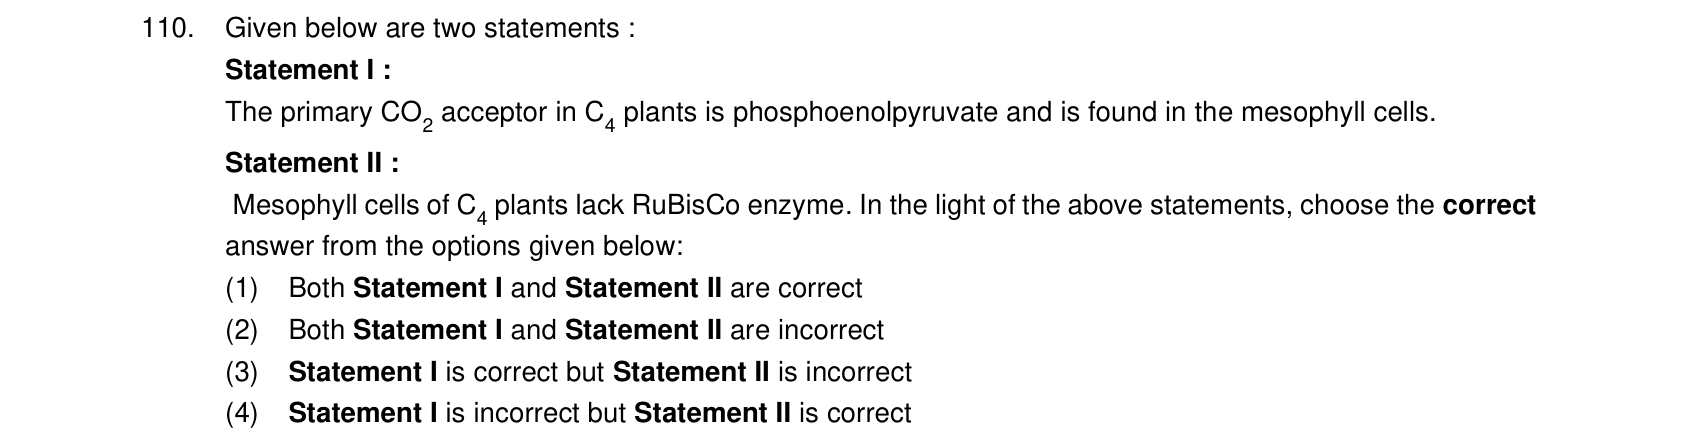 110. Given below are two statements :
Statement I :
The primary CO2 acceptor in C4 plants is phosphoenolpyruvate and is found in the mesophyll cells.
Statement II :
Mesophyll cells of C4 plants lack RuBisCo enzyme. In the light of the above statements, choose the correct
answer from the options given below:
(1) Both Statement I and Statement II are correct
(2) Both Statement I and Statement II are incorrect
(3) Statement I is correct but Statement II is incorrect
(4) Statement I is incorrect but Statement II is correct